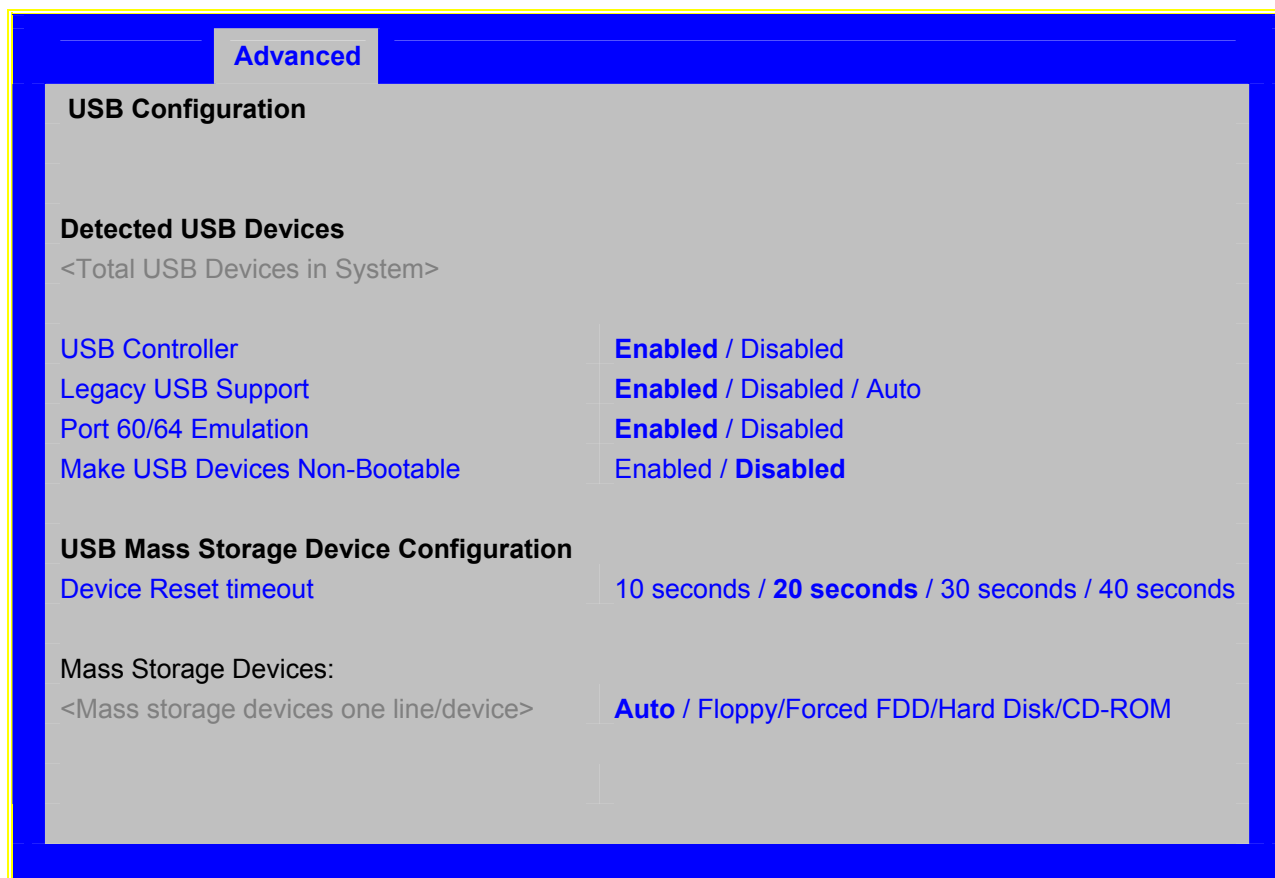 Advanced
USB Configuration
Detected USB Devices
<Total USB Devices in System>
USB Controller Enabled / Disabled
Legacy USB Support Enabled / Disabled / Auto
Port 60/64 Emulation Enabled / Disabled
Make USB Devices Non-Bootable Enabled / Disabled
USB Mass Storage Device Configuration
Device Reset timeout 10 seconds / 20 seconds / 30 seconds / 40 seconds
Mass Storage Devices:
<Mass storage devices one line/device> Auto / Floppy/Forced FDD/Hard Disk/CD-ROM